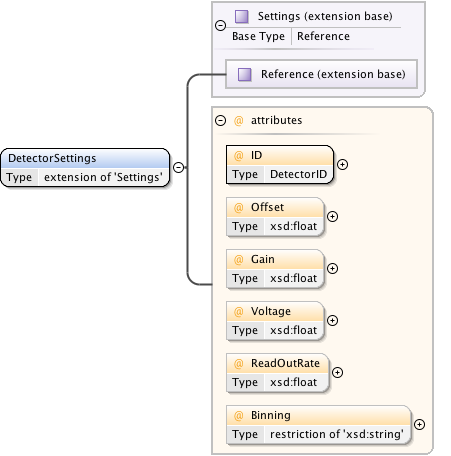 Settings (extension base)
Base Type Reference
Reference (extension base)
@ attributes
DetectorSettings
Type extension of 'Settings'
@ ID
Type DetectorID
@ Offset
Type xsd:float
@ Gain
Type xsd:float
@ Voltage
Type xsd:float
@ ReadOutRate
Type xsd:float
@ Binning
Type restriction of 'xsd:string'